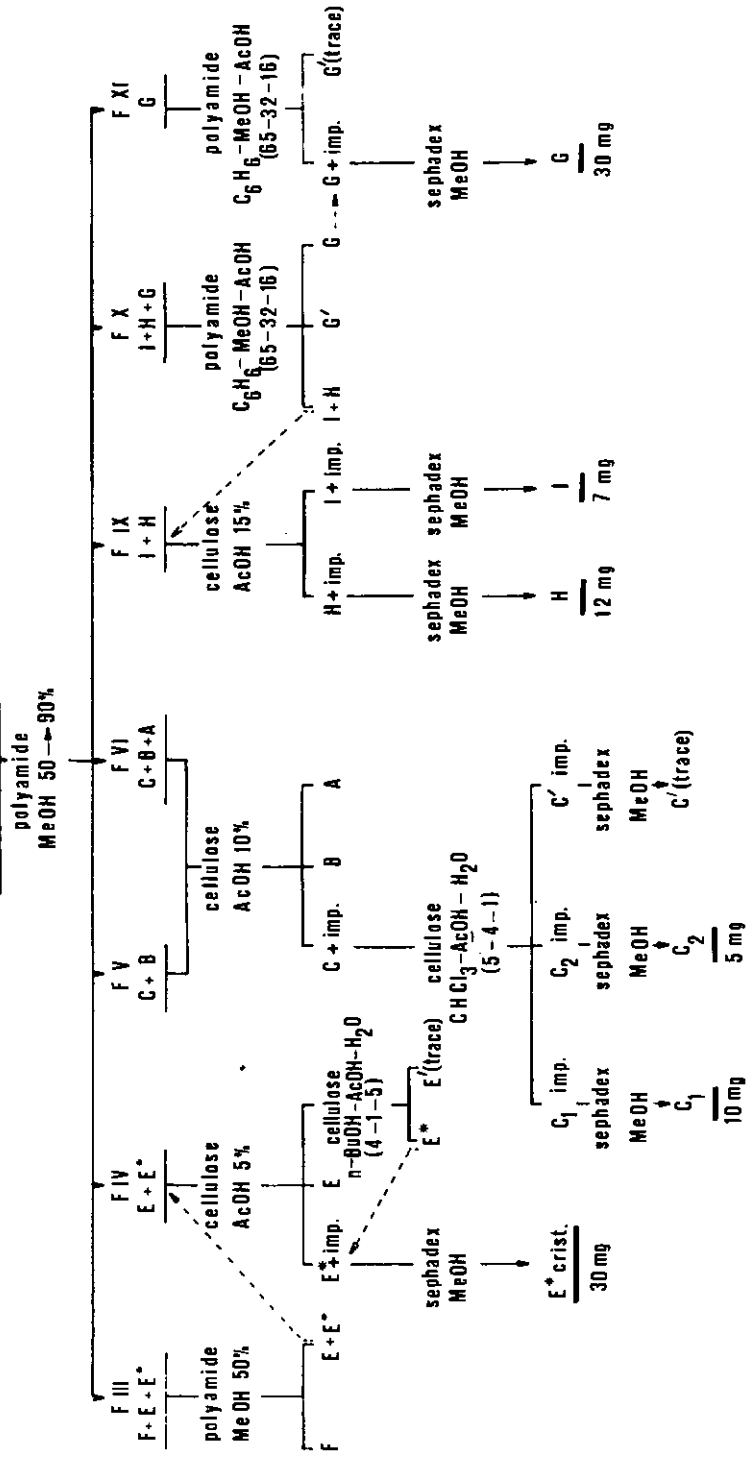 polyamide
MeOH 50 → 90%
F III
F + E + E*
polyamide
MeOH 50%
F
E + E*
F IV
E + E*
cellulose
AcOH 5%
E* + imp.
E
sephadex
MeOH
E* crist.
30 mg
cellulose
n-BuOH-AcOH-H2O
(4-1-5)
E*
E'(trace)
F V
C + B
F VI
C + B + A
cellulose
AcOH 10%
C + imp.
B
A
cellulose
CHCl3-AcOH-H2O
(5-4-1)
C1 imp.
sephadex
MeOH
C1
10 mg
C2 imp.
sephadex
MeOH
C2
5 mg
C' imp.
sephadex
MeOH
C'(trace)
F IX
I + H
cellulose
AcOH 15%
H + imp.
I + imp.
sephadex
MeOH
H
12 mg
sephadex
MeOH
I
7 mg
F X
I+H+G
polyamide
C6H6-MeOH-AcOH
(65-32-16)
I + H
G'
G
F XI
G
polyamide
C6H6-MeOH-AcOH
(65-32-16)
G + imp.
G'(trace)
sephadex
MeOH
G
30 mg